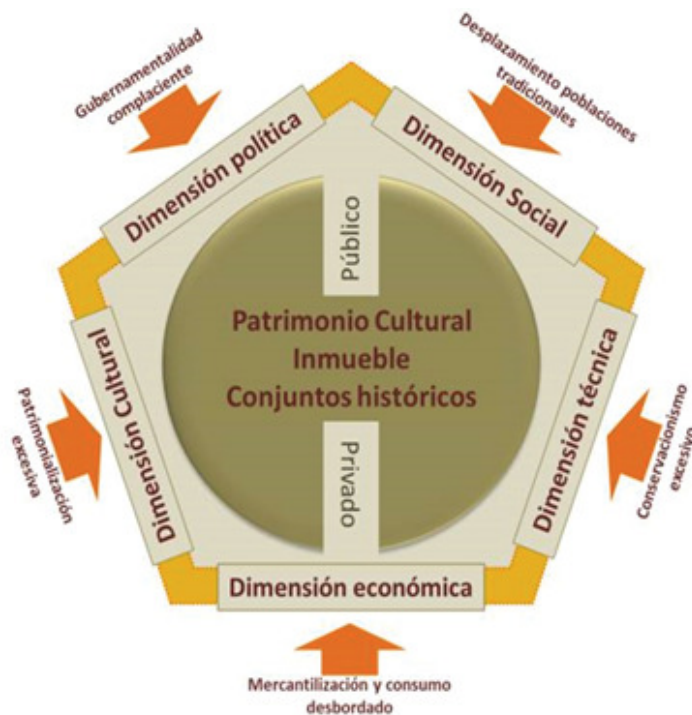 Gubernamentalidad
complaciente
Desplazamiento poblaciones
tradicionales
Dimensión política
Dimensión Social
Público
Patrimonio Cultural
Inmueble
Conjuntos históricos
Privado
Dimensión Cultural
Dimensión técnica
Patrimonialización
excesiva
Conservacionismo
excesivo
Dimensión económica
Mercantilización y consumo
desbordado